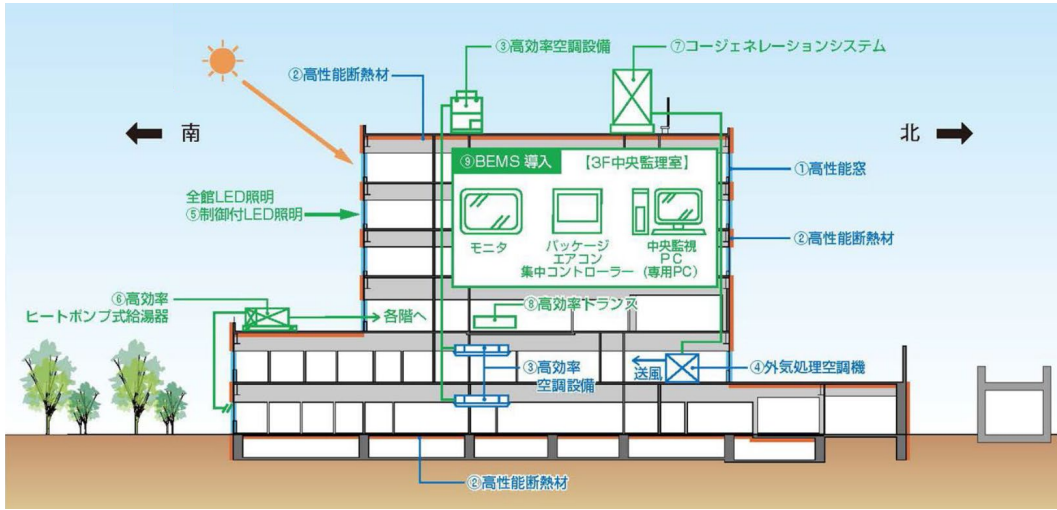 ③高効率空調設備
⑦コージェネレーションシステム
②高性能断熱材
南
北
⑨BEMS 導入
【3F中央監理室】
①高性能窓
全館LED照明
⑤制御付LED照明
②高性能断熱材
モニタ
パッケージ
エアコン
集中コントローラー
中央監視
PC
(専用PC)
⑥高効率
ヒートポンプ式給湯器
各階へ
⑧高効率トランス
③高効率
空調設備
送風
④外気処理空調機
②高性能断熱材